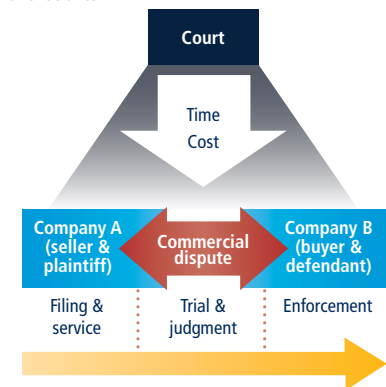 Court
Time
Cost
Company A
(seller &
plaintiff)
Commercial
dispute
Company B
(buyer &
defendant)
Filing &
service
Trial &
judgment
Enforcement